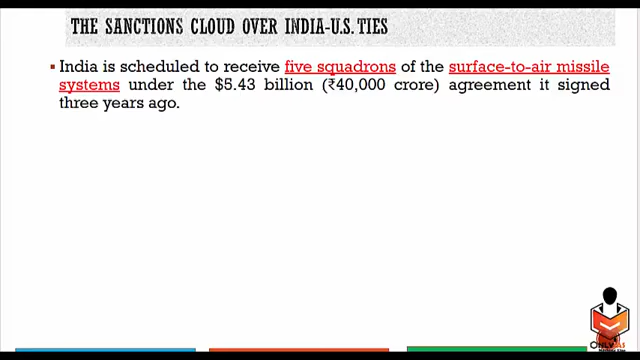 THE SANCTIONS CLOUD OVER INDIA-U.S. TIES
▪ India is scheduled to receive five squadrons of the surface-to-air missile
systems under the $5.43 billion (₹40,000 crore) agreement it signed
three years ago.